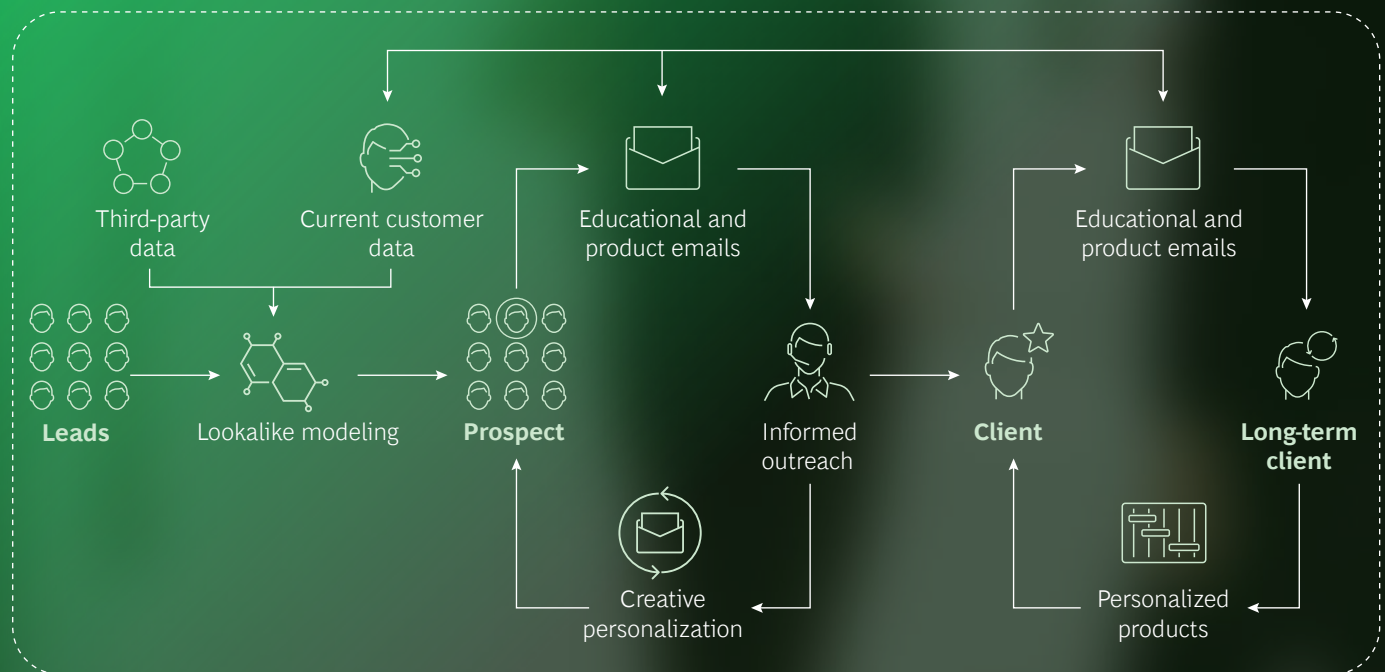 Third-party
data
Current customer
data
Educational and
product emails
Educational and
product emails
Leads
Lookalike modeling
Prospect
Informed
outreach
Client
Long-term
client
Creative
personalization
Personalized
products